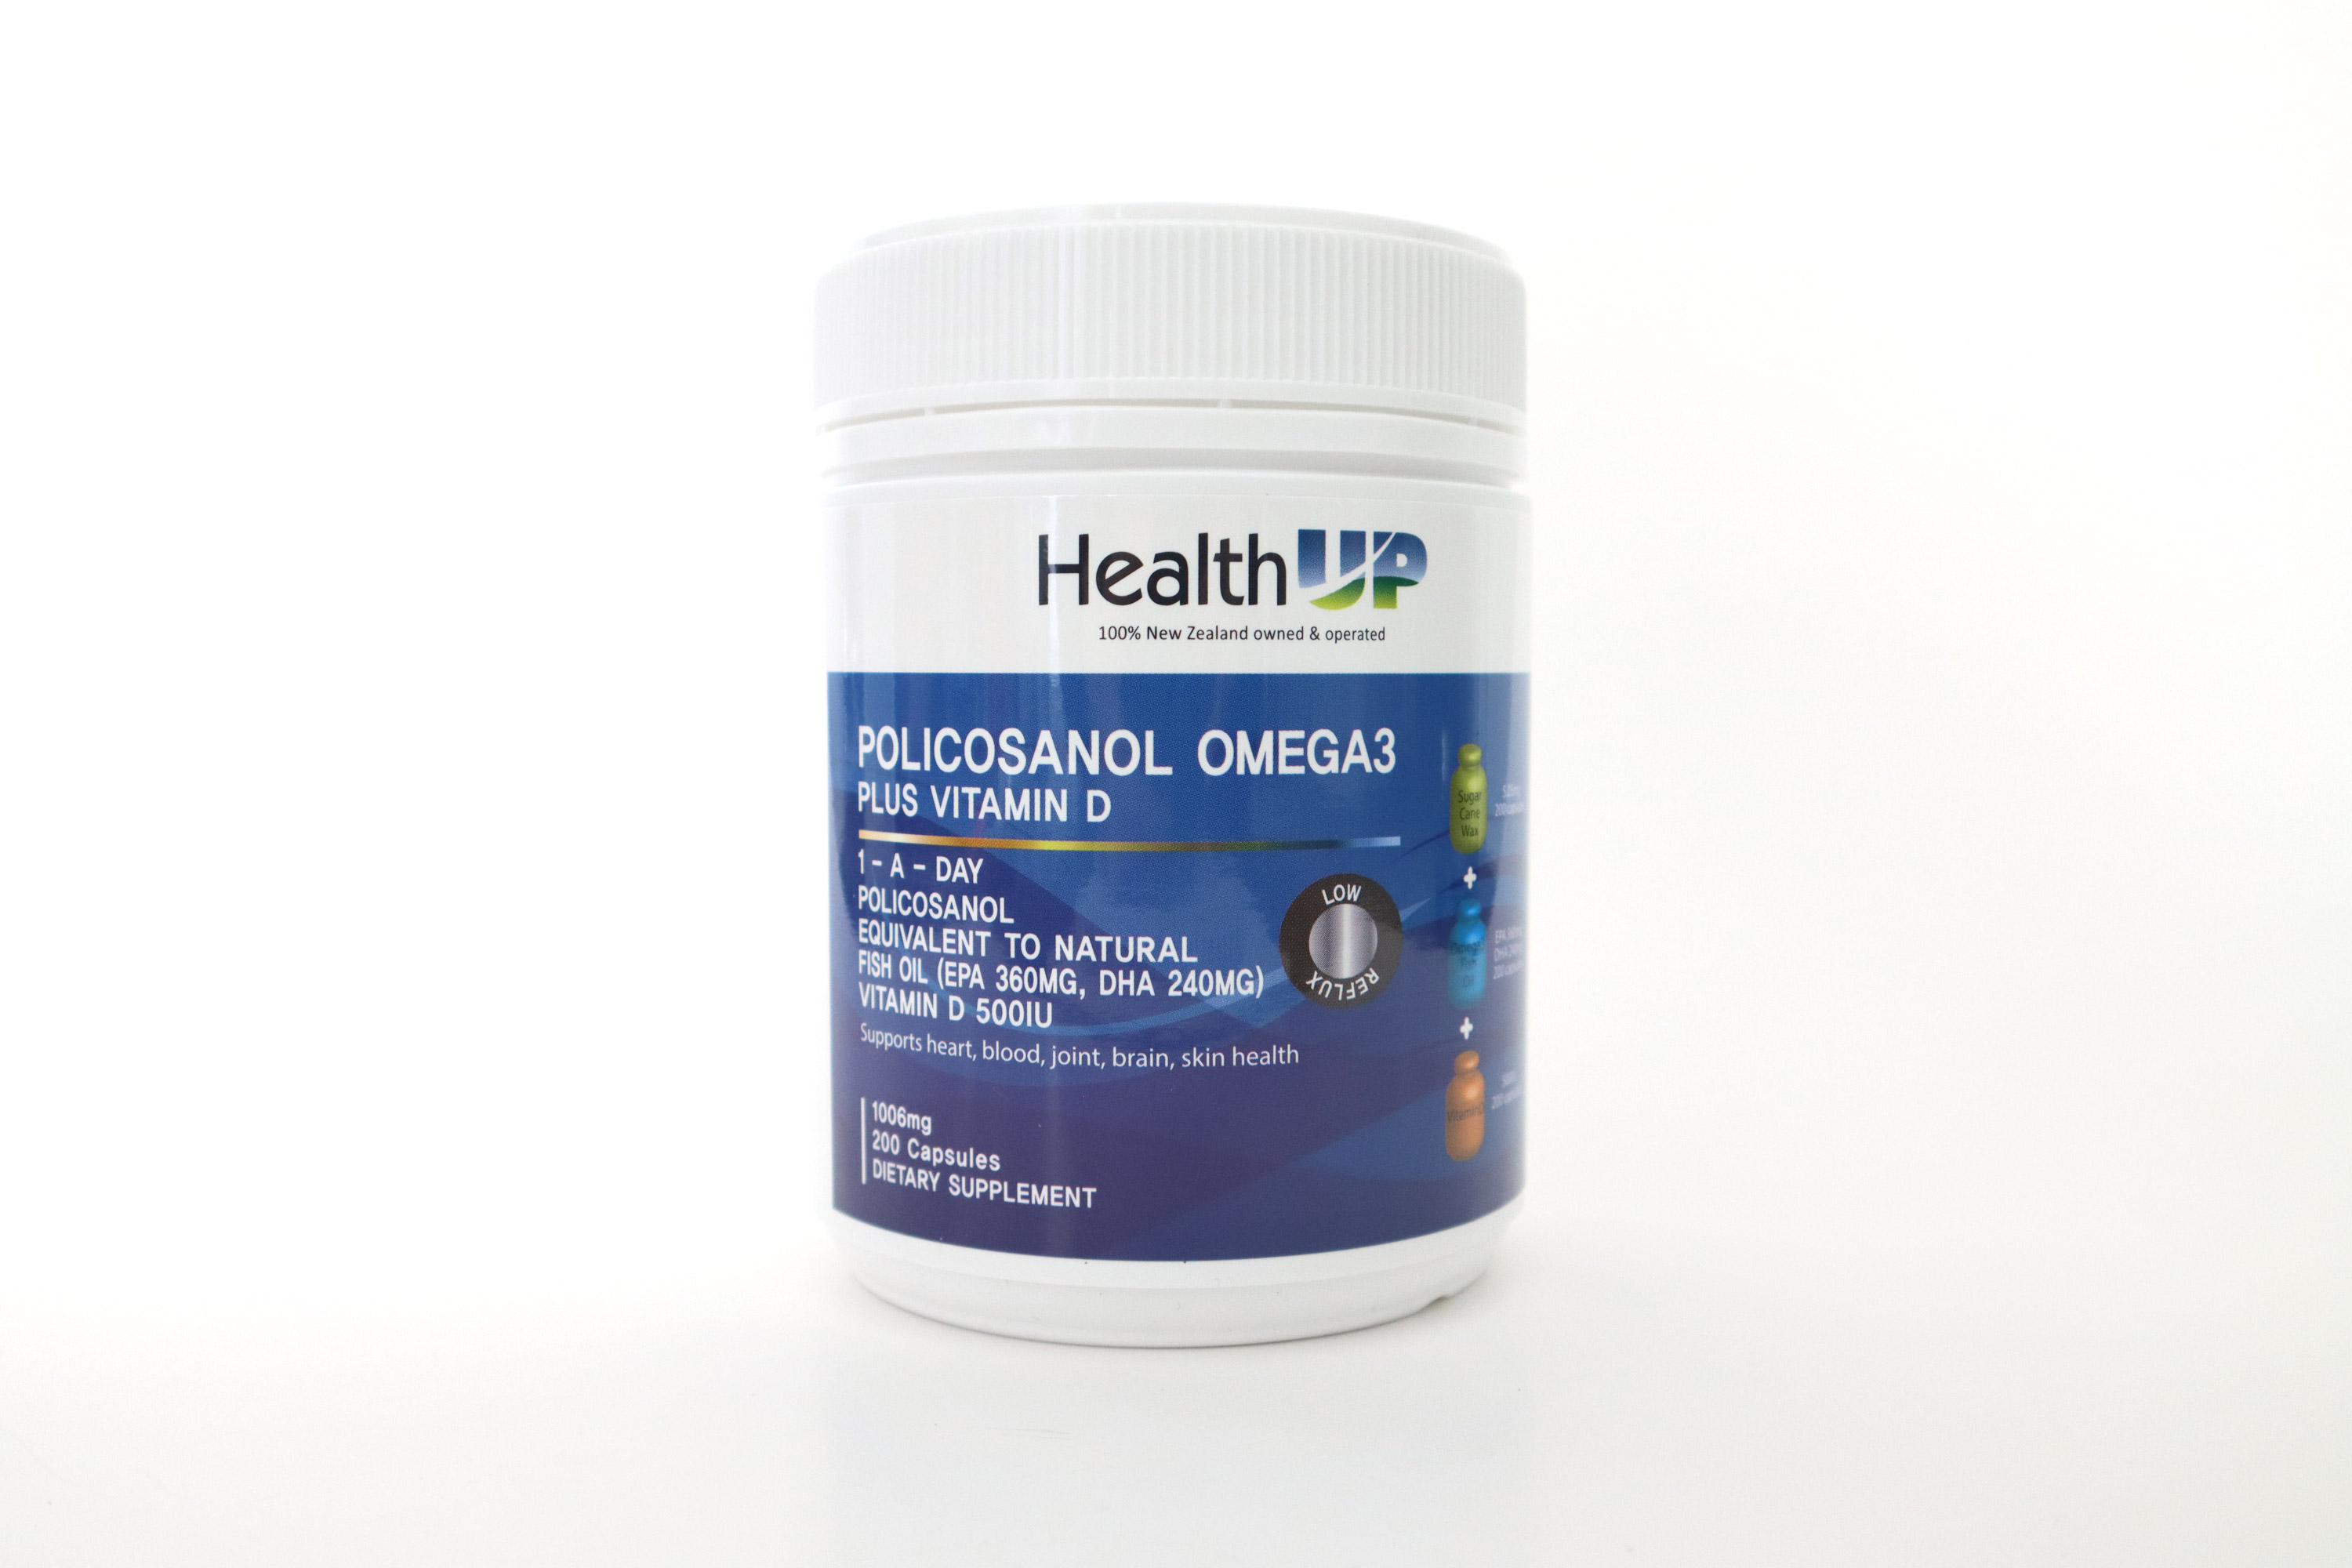 HealthUP
100% New Zealand owned & operated
POLICOSANOL OMEGA3
PLUS VITAMIN D
1 - A - DAY
POLICOSANOL
EQUIVALENT TO NATURAL
FISH OIL (EPA 360MG, DHA 240MG)
VITAMIN D 500IU
Supports heart, blood, joint, brain, skin health
LOW
REFLUX
1006mg
200 Capsules
DIETARY SUPPLEMENT
Sugar
Cane
Wax
+
Oil
+